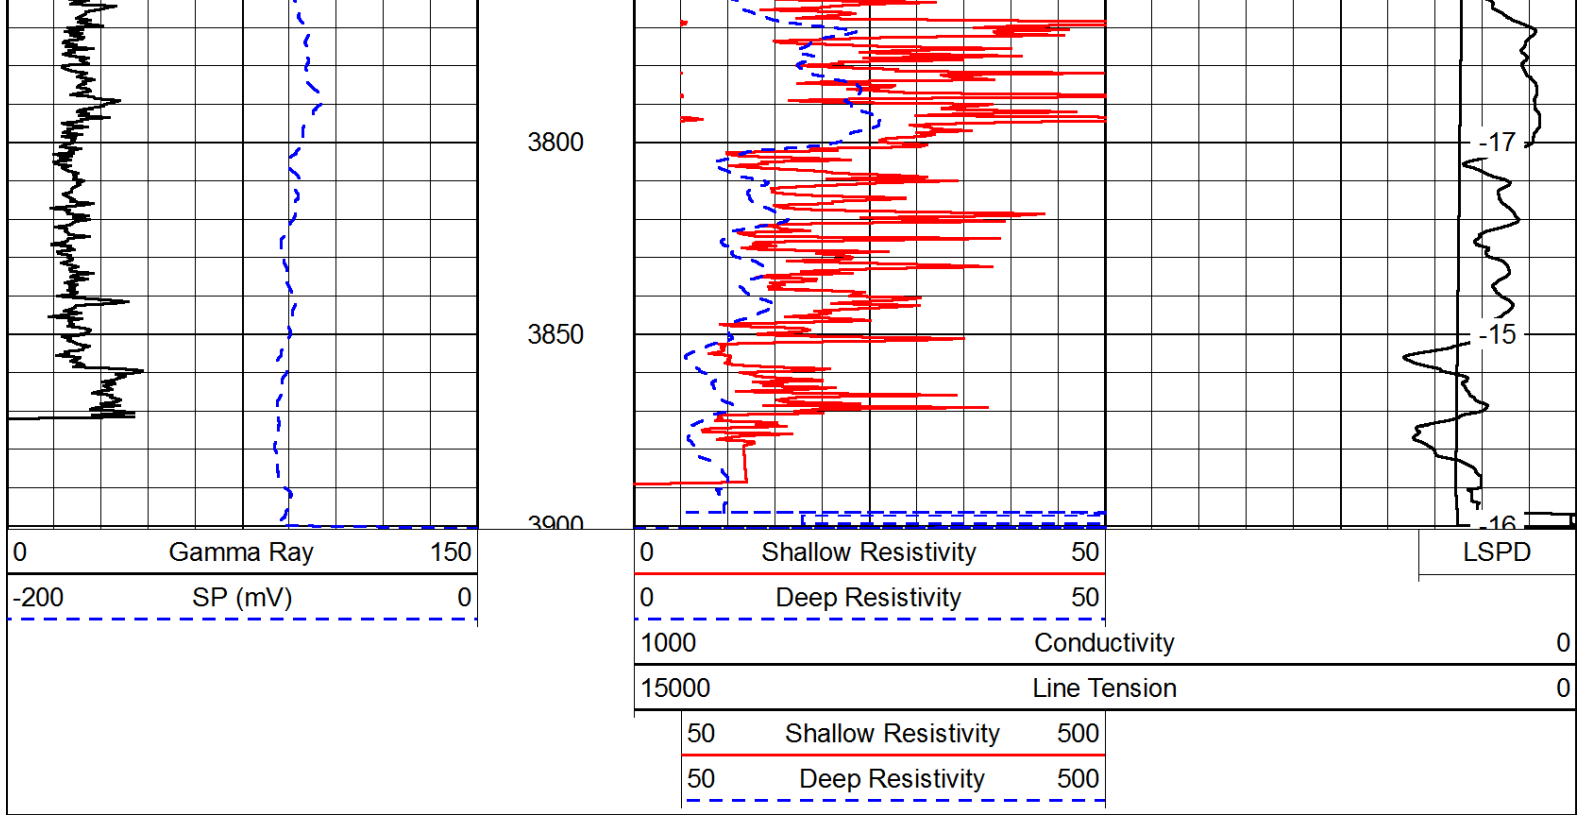 3800 -17
3850 -15
3900 -16
0 Gamma Ray 150 0 Shallow Resistivity 50 LSPD
-200 SP (mV) 0 0 Deep Resistivity 50
1000 Conductivity 0
15000 Line Tension 0
50 Shallow Resistivity 500
50 Deep Resistivity 500